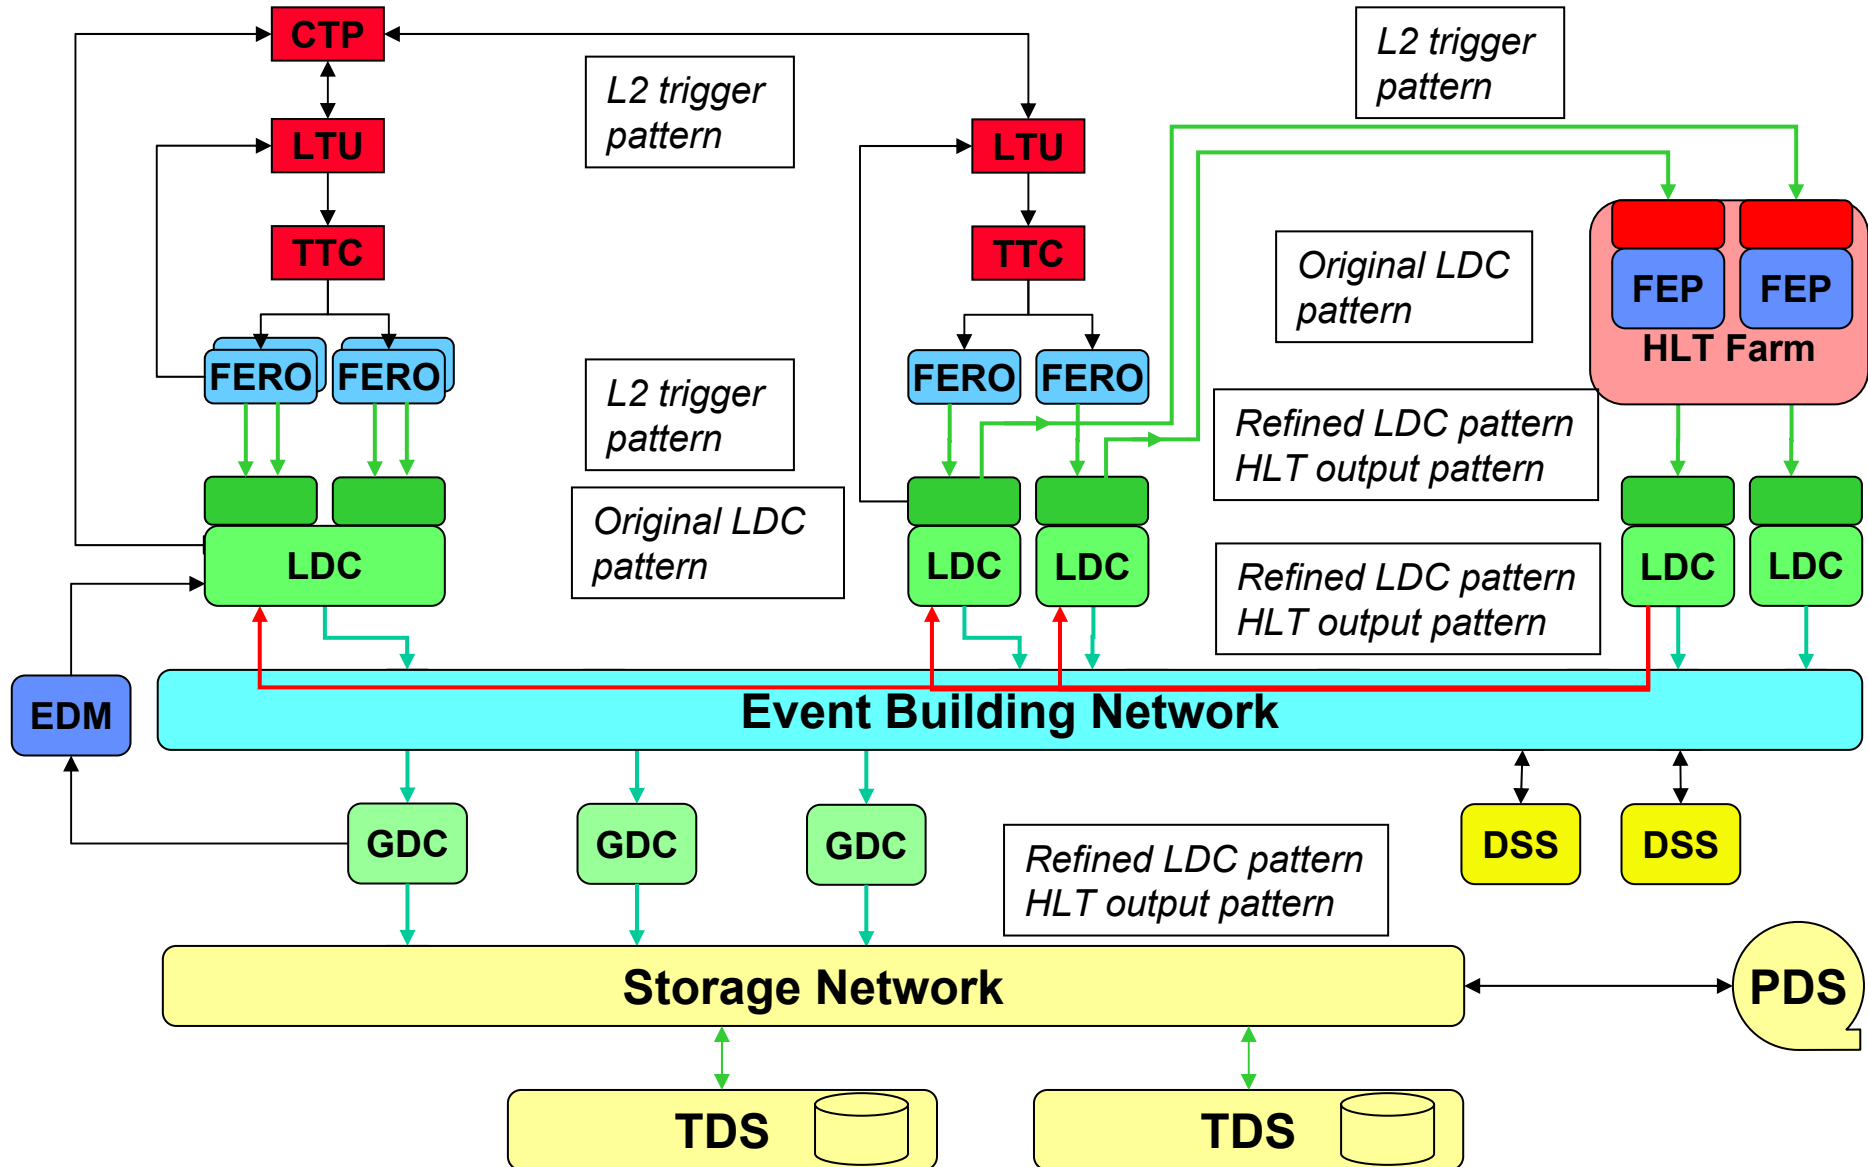 CTP
L2 trigger
pattern
L2 trigger
pattern
LTU
LTU
TTC
TTC
Original LDC
pattern
FEP
FEP
HLT Farm
FERO
FERO
FERO
FERO
L2 trigger
pattern
Refined LDC pattern
HLT output pattern
Original LDC
pattern
LDC
LDC
LDC
LDC
LDC
Refined LDC pattern
HLT output pattern
EDM
Event Building Network
GDC
GDC
GDC
Refined LDC pattern
HLT output pattern
DSS
DSS
Storage Network
PDS
TDS
TDS